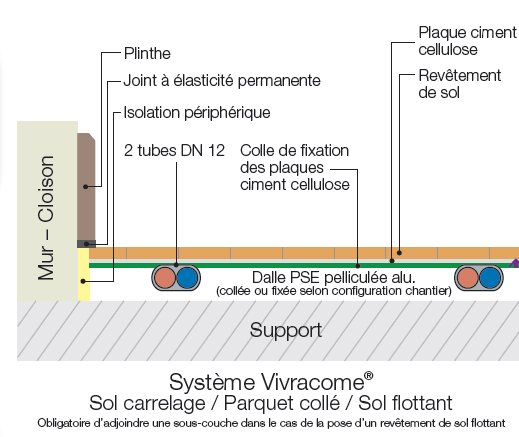 Plaque ciment
cellulose
Plinthe
Joint à élasticité permanente
Revêtement
de sol
Isolation périphérique
2 tubes DN 12
Colle de fixation
des plaques
ciment cellulose
Mur – Cloison
Dalle PSE pelliculée alu.
(collée ou fixée selon configuration chantier)
Support
Système Vivracome®
Sol carrelage / Parquet collé / Sol flottant
Obligatoire d'adjoindre une sous-couche dans le cas de la pose d'un revêtement de sol flottant